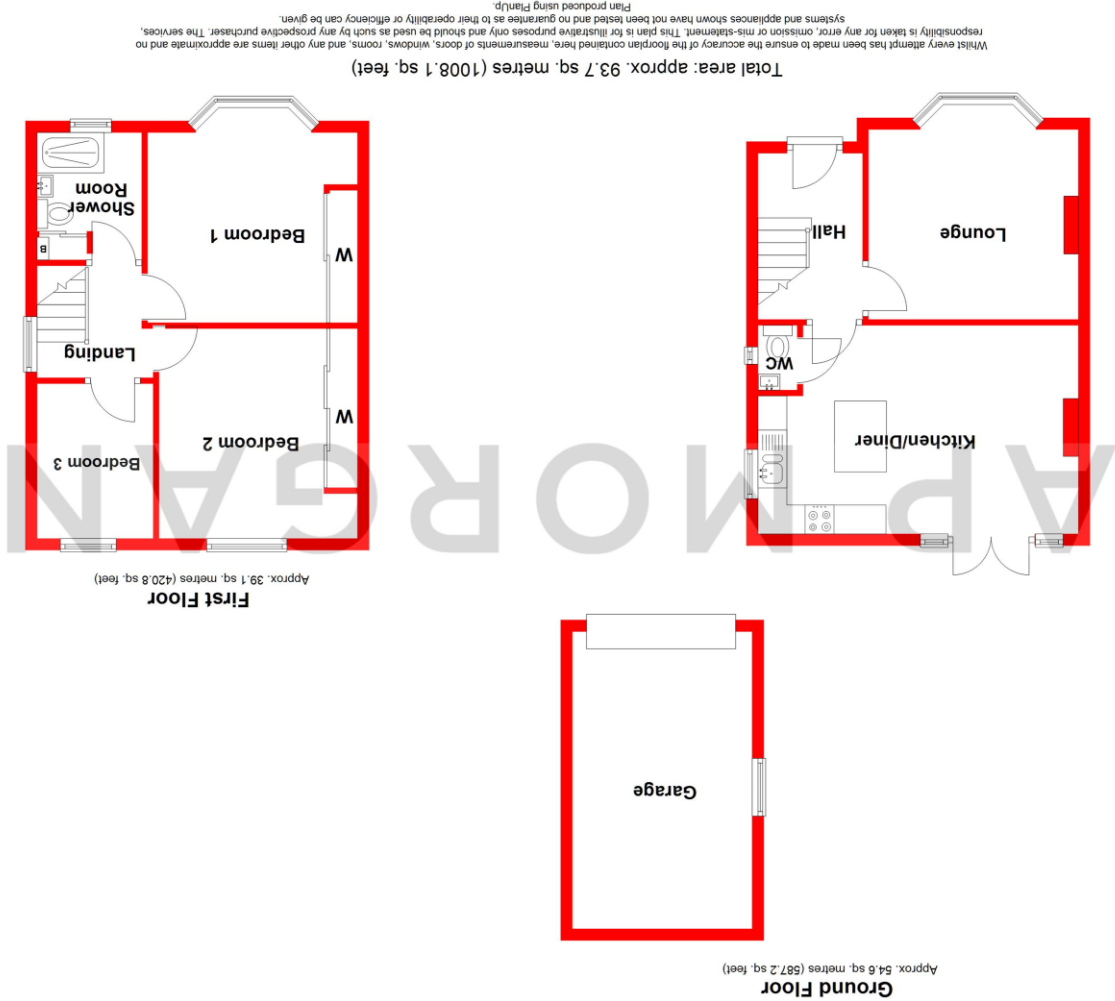 Ground Floor
Approx. 54.6 sq. metres (587.2 sq. feet)
Garage
First Floor
Approx. 39.1 sq. metres (420.8 sq. feet)
AP MORGAN
Kitchen/Diner
WC
Lounge
Hall
Bedroom 2
W
Bedroom 3
Landing
W
Bedroom 1
B
Shower
Room
Total area: approx. 93.7 sq. metres (1008.1 sq. feet)
Whilst every attempt has been made to ensure the accuracy of the floorplan contained here, measurements of doors, windows, rooms, and any other items are approximate and no
responsibility is taken for any error, omission or mis-statement. This plan is for illustrative purposes only and should be used as such by any prospective purchaser. The services,
systems and appliances shown have not been tested and no guarantee as to their operability or efficiency can be given.
Plan produced using PlanUp.